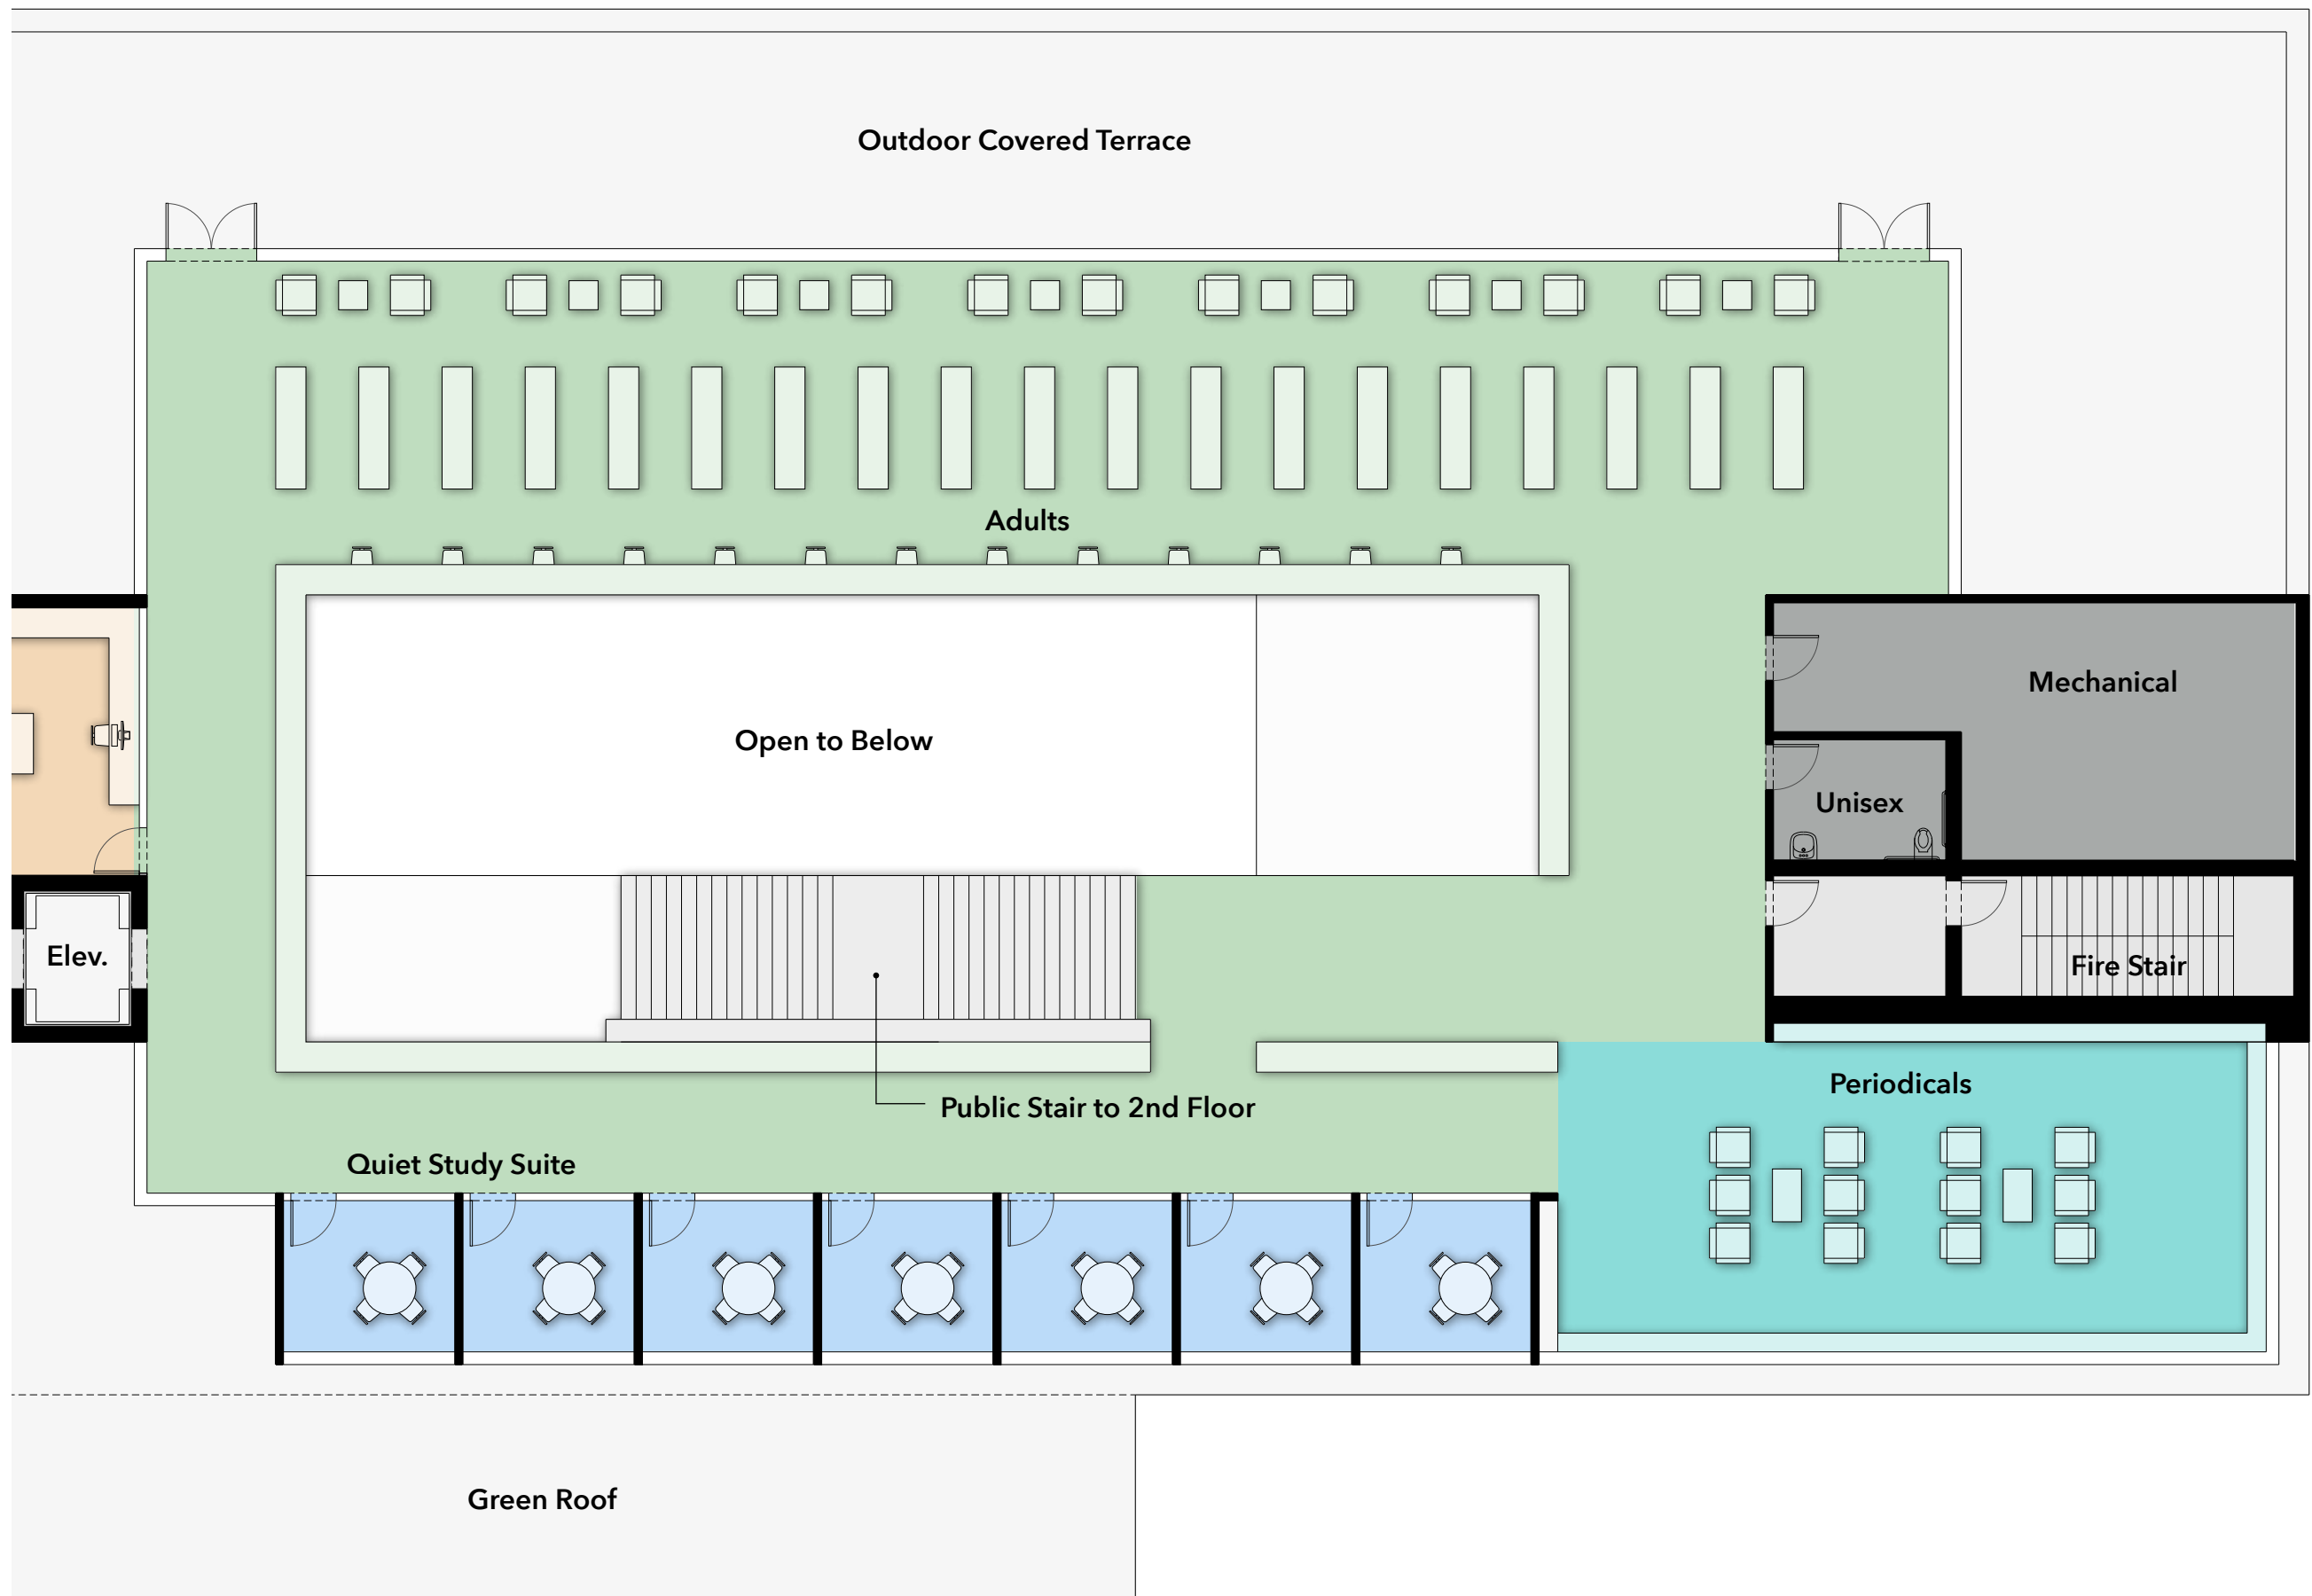 Outdoor Covered Terrace
Adults
Mechanical
Open to Below
Unisex
Elev.
Fire Stair
Periodicals
Public Stair to 2nd Floor
Quiet Study Suite
Green Roof